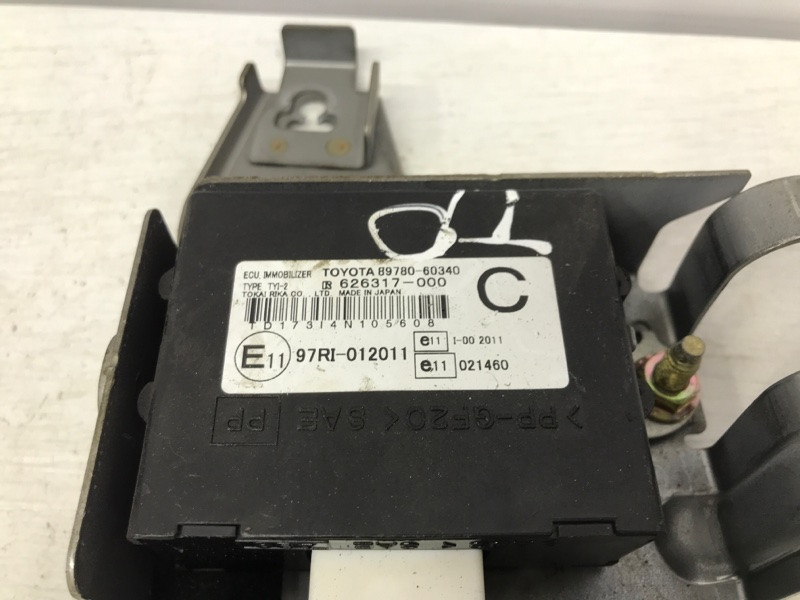 ECU, IMMOBILIZER TOYOTA 89780-60340
TYPE TYI-2 R 626317-000 C
TOKAI RIKA CO., LTD. MADE IN JAPAN
TD17314N105608
E11 97RI-012011
e11 I-00 2011
e11 021460
>PP-GF20< SAE PP